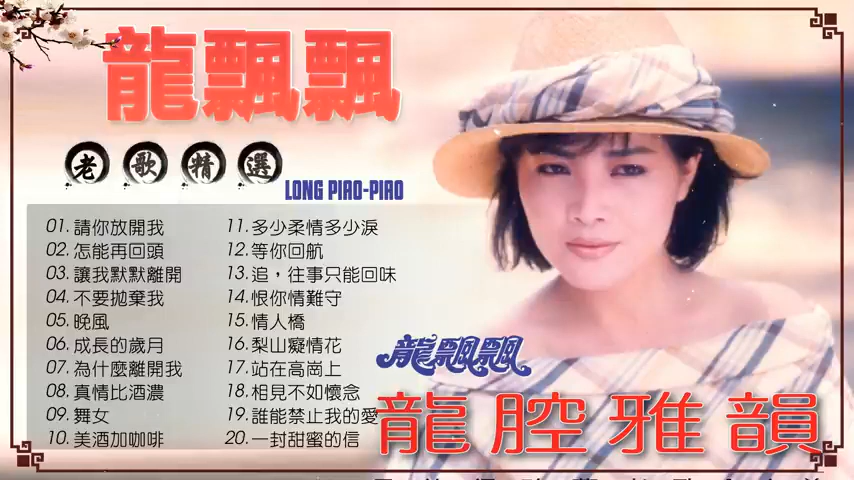 龍飄飄
老歌精選
LONG PIAO-PIAO
01. 請你放開我
02. 怎能再回頭
03. 讓我默默離開
04. 不要拋棄我
05. 晚風
06. 成長的歲月
07. 為什麼離開我
08. 真情比酒濃
09. 舞女
10. 美酒加咖啡
11. 多少柔情多少淚
12. 等你回航
13. 追，往事只能回味
14. 恨你情難守
15. 情人橋
16. 梨山癡情花
17. 站在高崗上
18. 相見不如懷念
19. 誰能禁止我的愛
20. 一封甜蜜的信
龍飄飄
龍腔雅韻